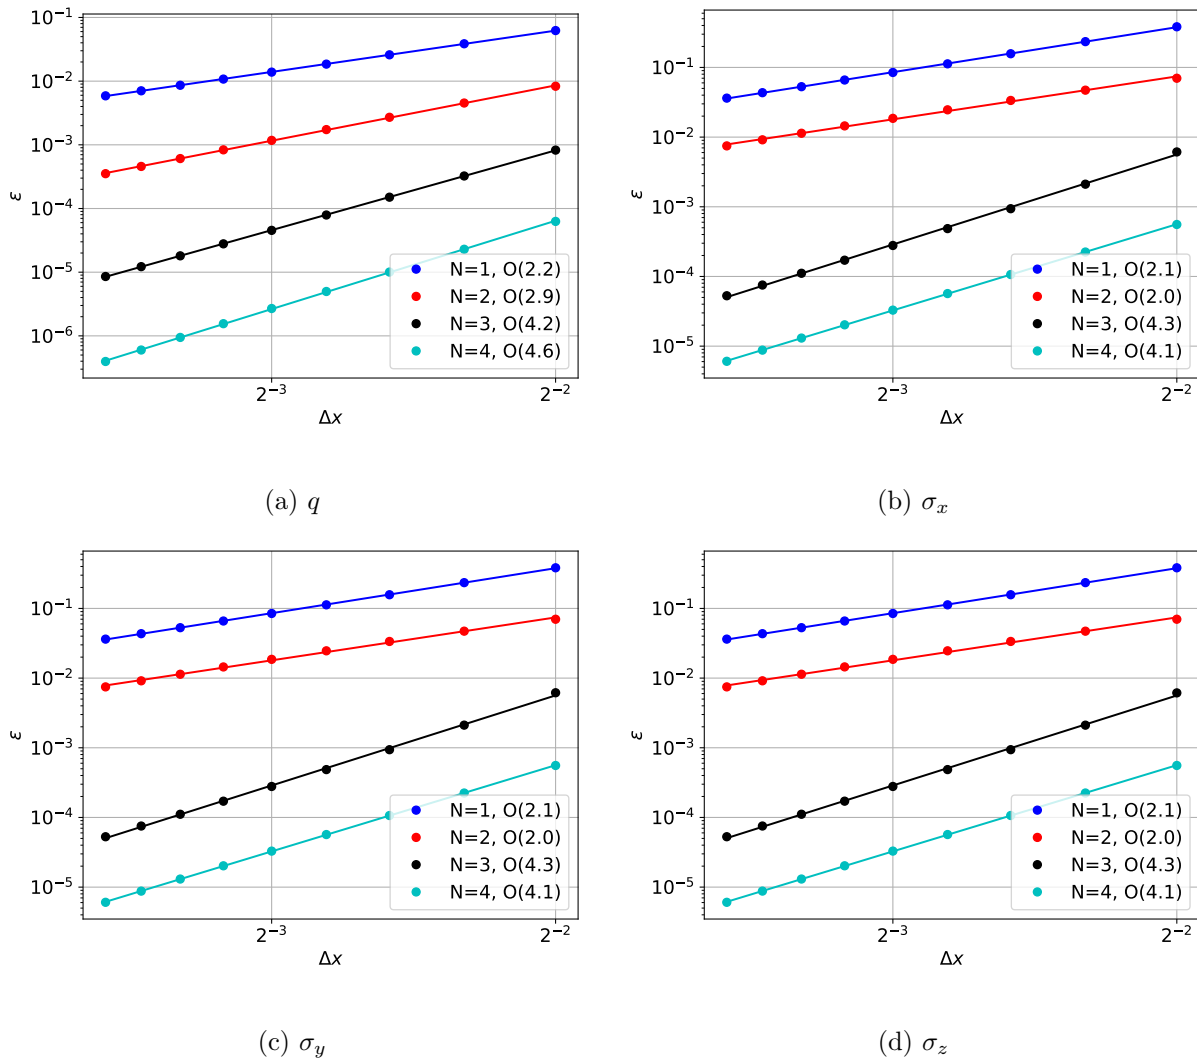 10⁻¹
10⁻²
10⁻³
10⁻⁴
10⁻⁵
10⁻⁶
ε
2⁻³
2⁻²
Δx
N=1, O(2.2)
N=2, O(2.9)
N=3, O(4.2)
N=4, O(4.6)
(a) q
10⁻¹
10⁻²
10⁻³
10⁻⁴
10⁻⁵
ε
2⁻³
2⁻²
Δx
N=1, O(2.1)
N=2, O(2.0)
N=3, O(4.3)
N=4, O(4.1)
(b) σₓ
10⁻¹
10⁻²
10⁻³
10⁻⁴
10⁻⁵
ε
2⁻³
2⁻²
Δx
N=1, O(2.1)
N=2, O(2.0)
N=3, O(4.3)
N=4, O(4.1)
(c) σ_y
10⁻¹
10⁻²
10⁻³
10⁻⁴
10⁻⁵
ε
2⁻³
2⁻²
Δx
N=1, O(2.1)
N=2, O(2.0)
N=3, O(4.3)
N=4, O(4.1)
(d) σ_z